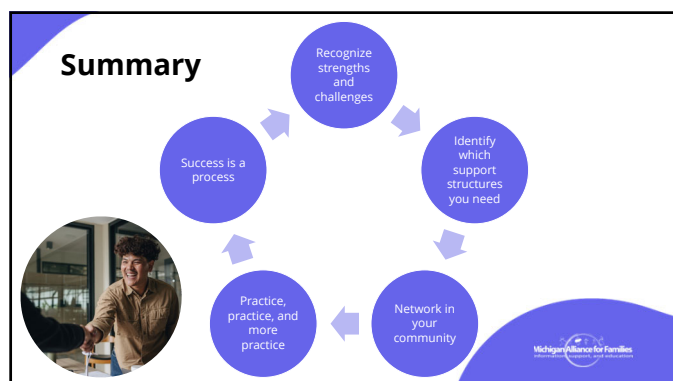 Summary
Recognize
strengths
and
challenges
Identify
which
support
structures
you need
Network in
your
community
Practice,
practice, and
more
practice
Success is a
process
Michigan Alliance for Families
information, support, and education